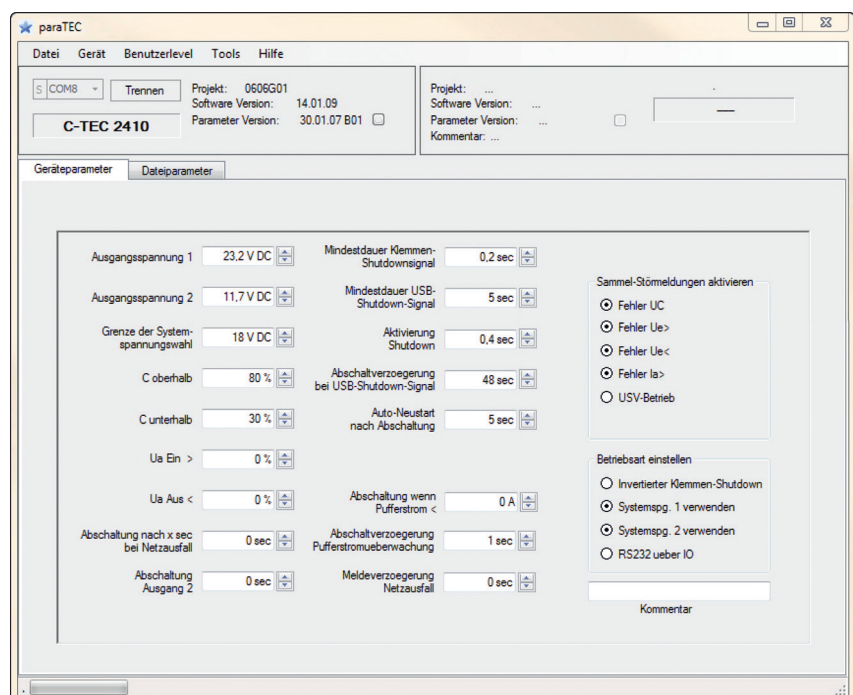 paraTEC
Datei Gerät Benutzerlevel Tools Hilfe
S COM8 Trennen
C-TEC 2410
Projekt: 0606G01
Software Version: 14.01.09
Parameter Version: 30.01.07 B01
Projekt: ...
Software Version: ...
Parameter Version: ...
Kommentar: ...
Geräteparameter Dateiparameter
Ausgangsspannung 1 23,2 V DC
Ausgangsspannung 2 11,7 V DC
Grenze der System-
spannungswahl 18 V DC
C oberhalb 80 %
C unterhalb 30 %
Ua Ein > 0 %
Ua Aus < 0 %
Abschaltung nach x sec
bei Netzausfall 0 sec
Abschaltung
Ausgang 2 0 sec
Mindestdauer Klemmen-
Shutdownsignal 0,2 sec
Mindestdauer USB-
Shutdown-Signal 5 sec
Aktivierung
Shutdown 0,4 sec
Abschaltverzoegerung
bei USB-Shutdown-Signal 48 sec
Auto-Neustart
nach Abschaltung 5 sec
Abschaltung wenn
Pufferstrom < 0 A
Abschaltverzoegerung
Pufferstromueberwachung 1 sec
Meldeverzoegerung
Netzausfall 0 sec
Sammel-Störmeldungen aktivieren
Fehler UC
Fehler Ue>
Fehler Ue<
Fehler Ia>
USV-Betrieb
Betriebsart einstellen
Invertierter Klemmen-Shutdown
Systemspg. 1 verwenden
Systemspg. 2 verwenden
RS232 ueber IO
Kommentar